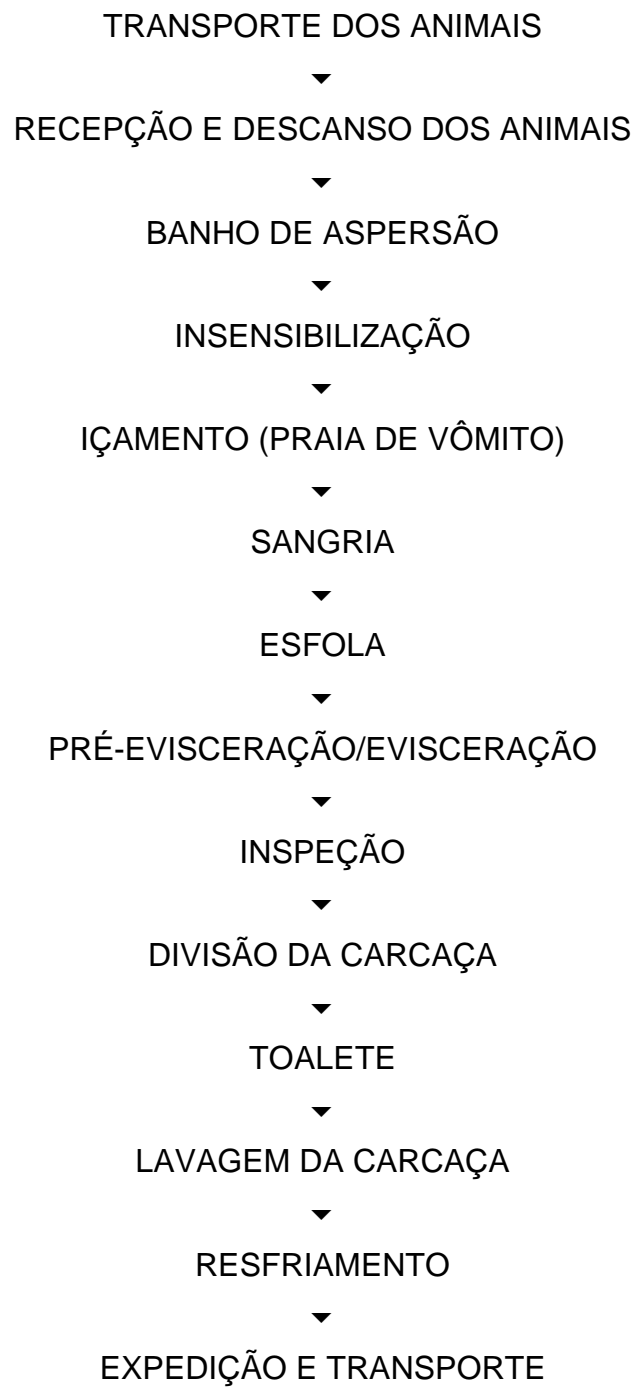 TRANSPORTE DOS ANIMAIS
RECEPÇÃO E DESCANSO DOS ANIMAIS
BANHO DE ASPERSÃO
INSENSIBILIZAÇÃO
IÇAMENTO (PRAIA DE VÔMITO)
SANGRIA
ESFOLA
PRÉ-EVISCERAÇÃO/EVISCERAÇÃO
INSPEÇÃO
DIVISÃO DA CARCAÇA
TOALETE
LAVAGEM DA CARCAÇA
RESFRIAMENTO
EXPEDIÇÃO E TRANSPORTE